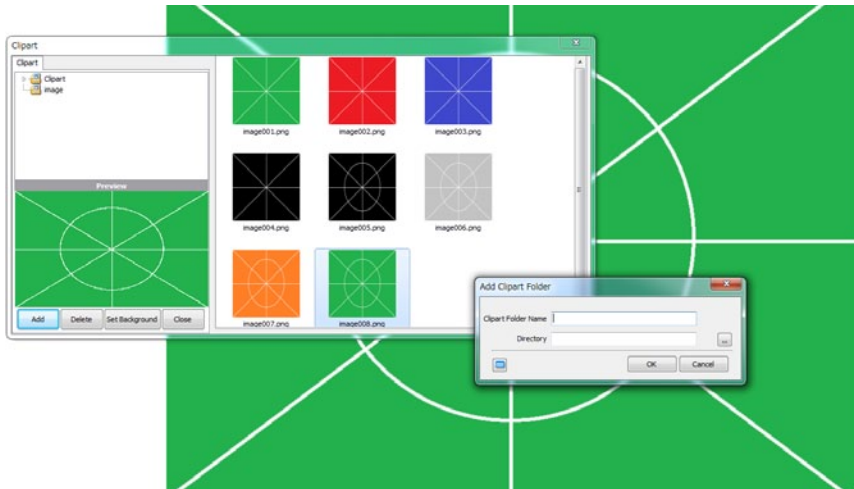 Clipart
Clipart
Clipart
image
Preview
Add Delete Set Background Close
image001.png image002.png image003.png
image004.png image005.png image006.png
image007.png image008.png
Add Clipart Folder
Clipart Folder Name
Directory
...
OK Cancel